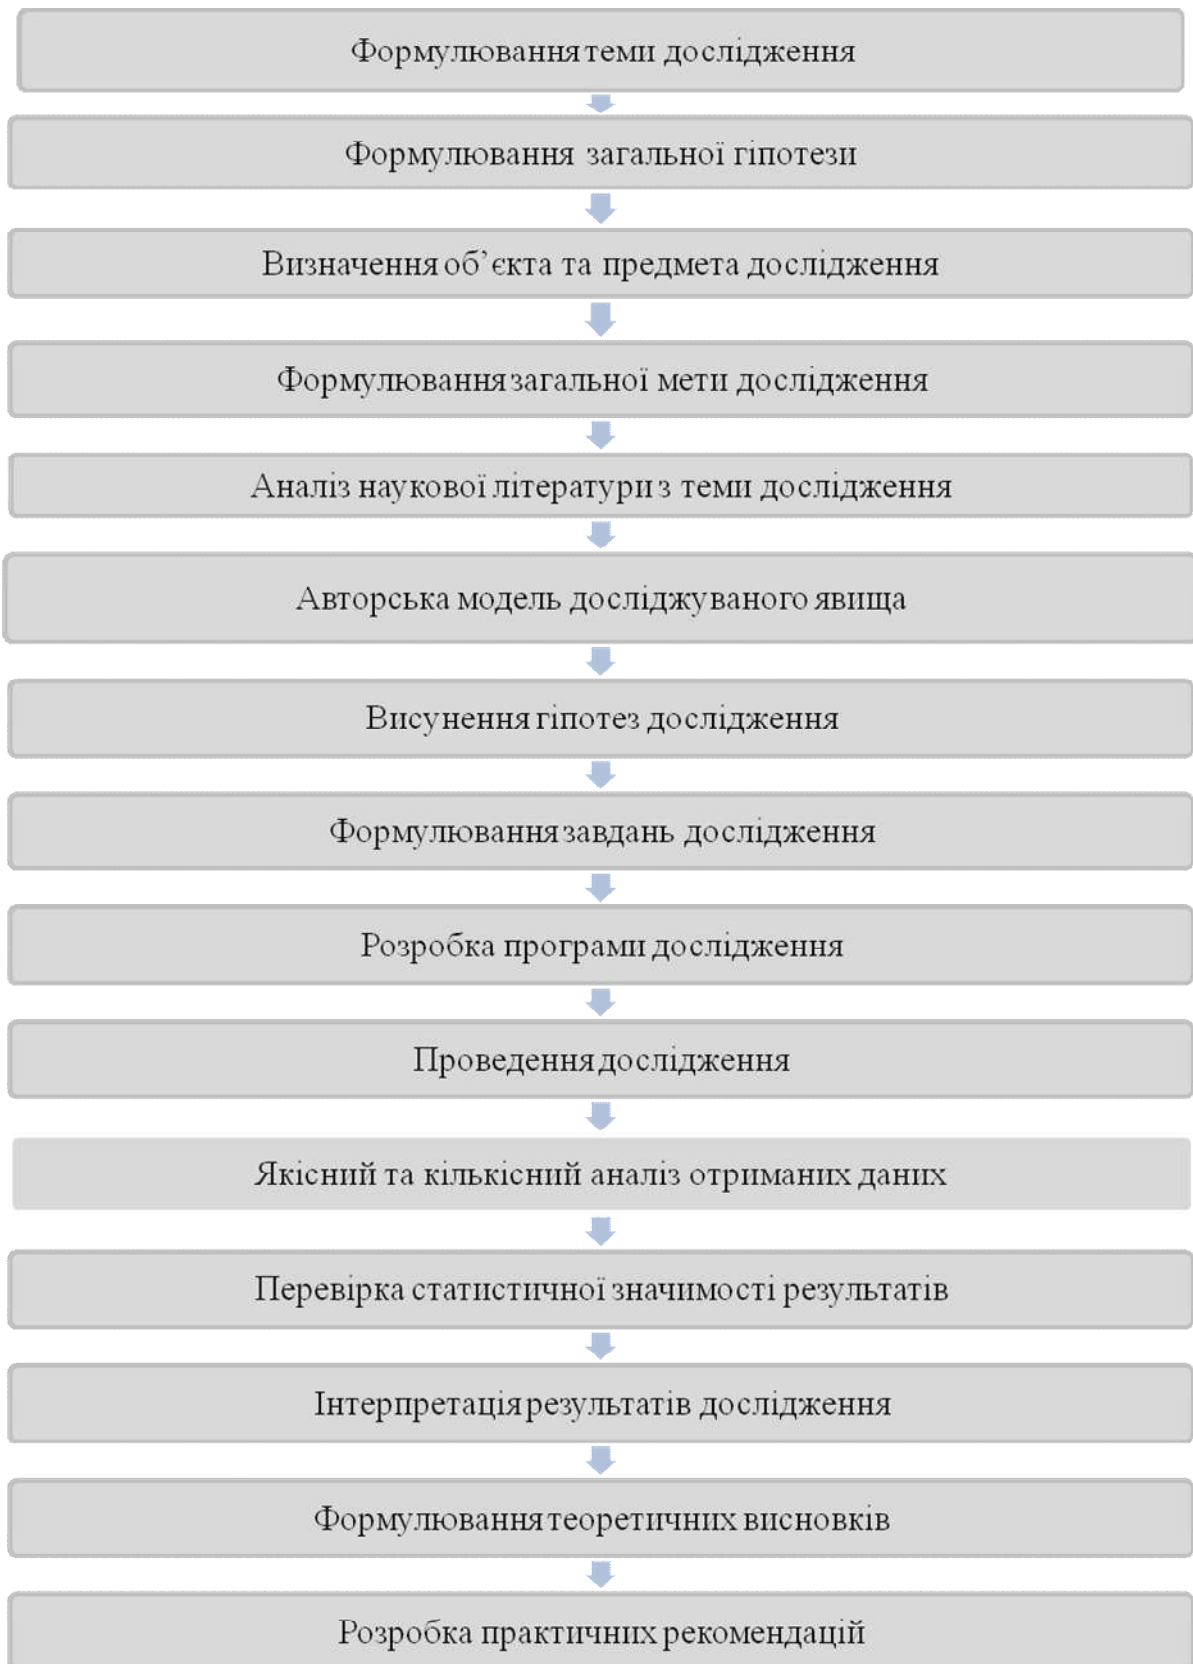 Формулювання теми дослідження
Формулювання загальної гіпотези
Визначення об’єкта та предмета дослідження
Формулювання загальної мети дослідження
Аналіз наукової літератури з теми дослідження
Авторська модель досліджуваного явища
Висунення гіпотез дослідження
Формулювання завдань дослідження
Розробка програми дослідження
Проведення дослідження
Якісний та кількісний аналіз отриманих даних
Перевірка статистичної значимості результатів
Інтерпретація результатів дослідження
Формулювання теоретичних висновків
Розробка практичних рекомендацій